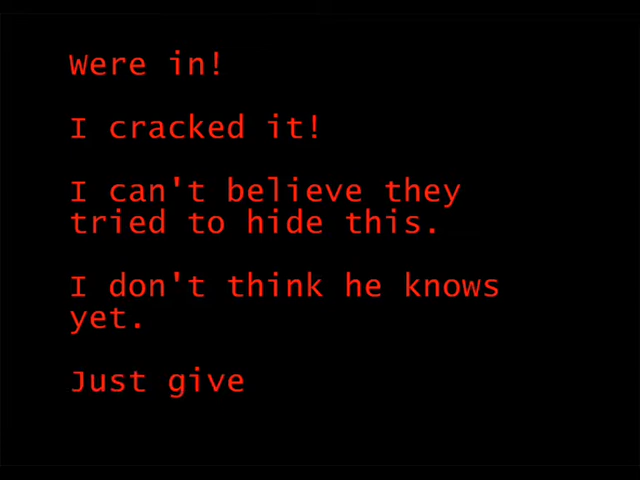 Were in!
I cracked it!
I can't believe they
tried to hide this.
I don't think he knows
yet.
Just give